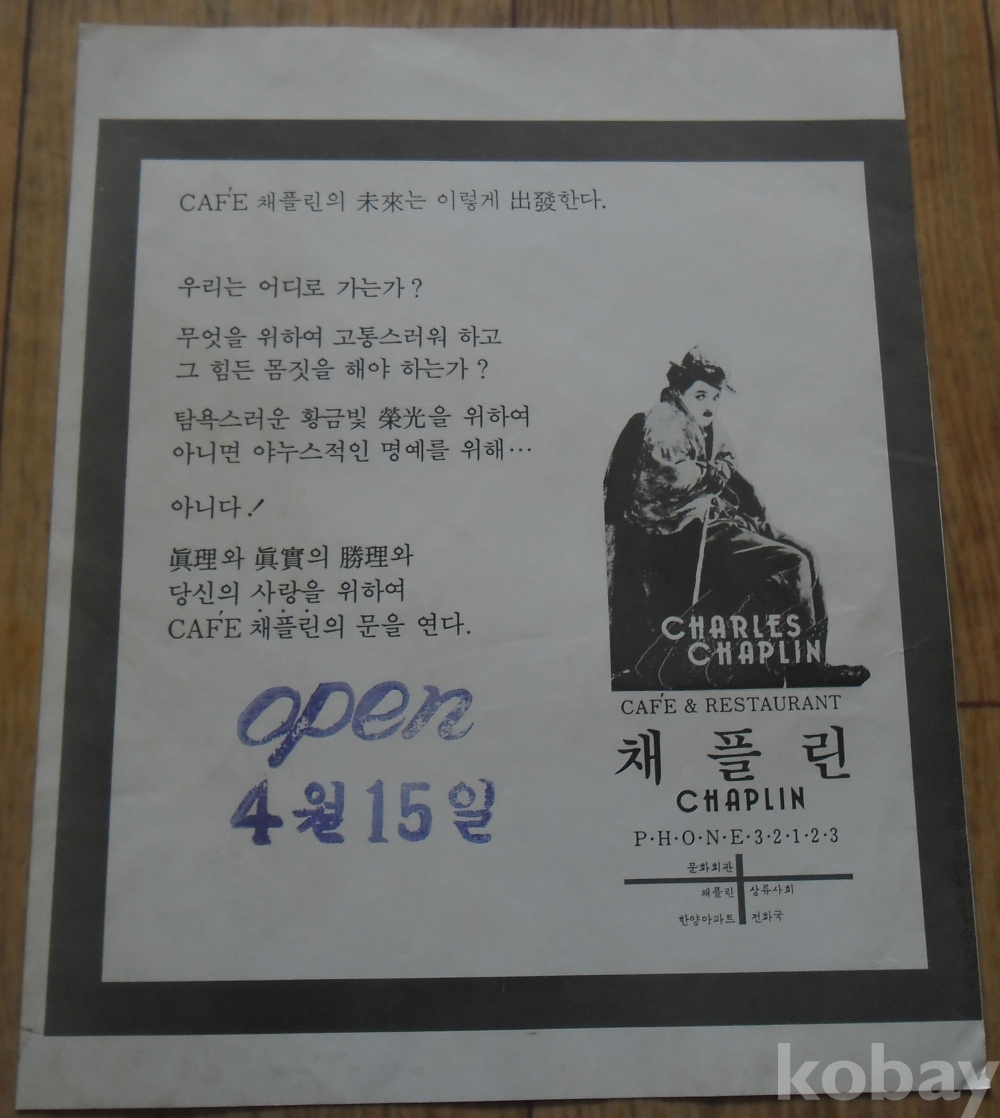 CAFÉ 채플린의 未來는 이렇게 出發한다.
우리는 어디로 가는가?
무엇을 위하여 고통스러워 하고
그 힘든 몸짓을 해야 하는가?
탐욕스러운 황금빛 榮光을 위하여
아니면 야누스적인 명예를 위해…
아니다!
眞理와 眞實의 勝理와
당신의 사랑을 위하여
CAFÉ 채플린의 문을 연다.
open
4월 15일
CHARLES
CHAPLIN
CAFÉ & RESTAURANT
채플린
CHAPLIN
P·H·O·N·E·3·2·1·2·3
문화회관
채플린 상류사회
한양아파트 전화국
kobay